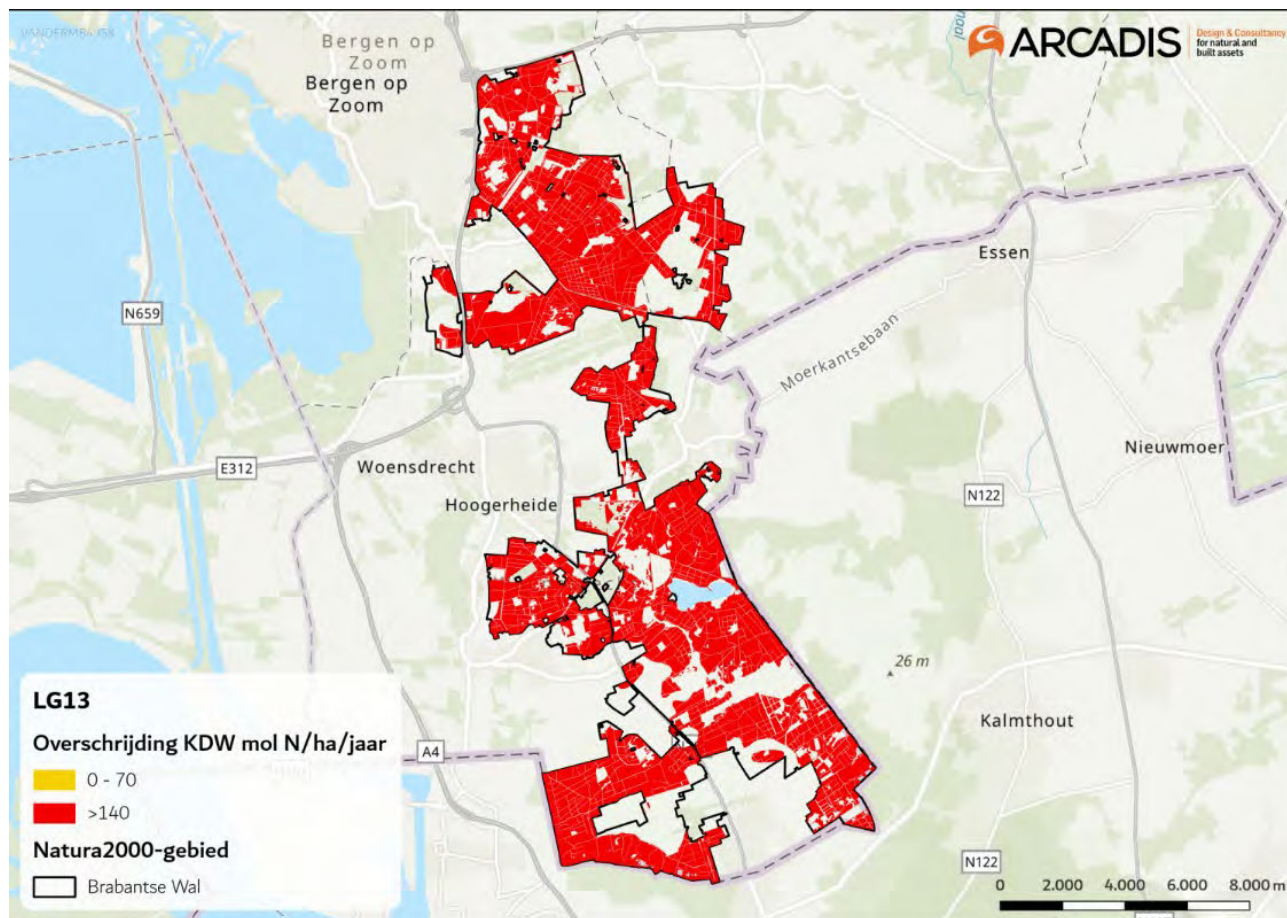 VANDERMBAJ58
Bergen op
Zoom
Bergen op
Zoom
ARCADIS
Design & Consultancy
for natural and
built assets
Essen
N659
Moerkantsebaan
Nieuwmoer
E312
Woensdrecht
N122
Hoogerheide
26 m
Kalmthout
A4
N122
LG13
Overschrijding KDW mol N/ha/jaar
0 - 70
>140
Natura2000-gebied
Brabantse Wal
0 2.000 4.000 6.000 8.000 m